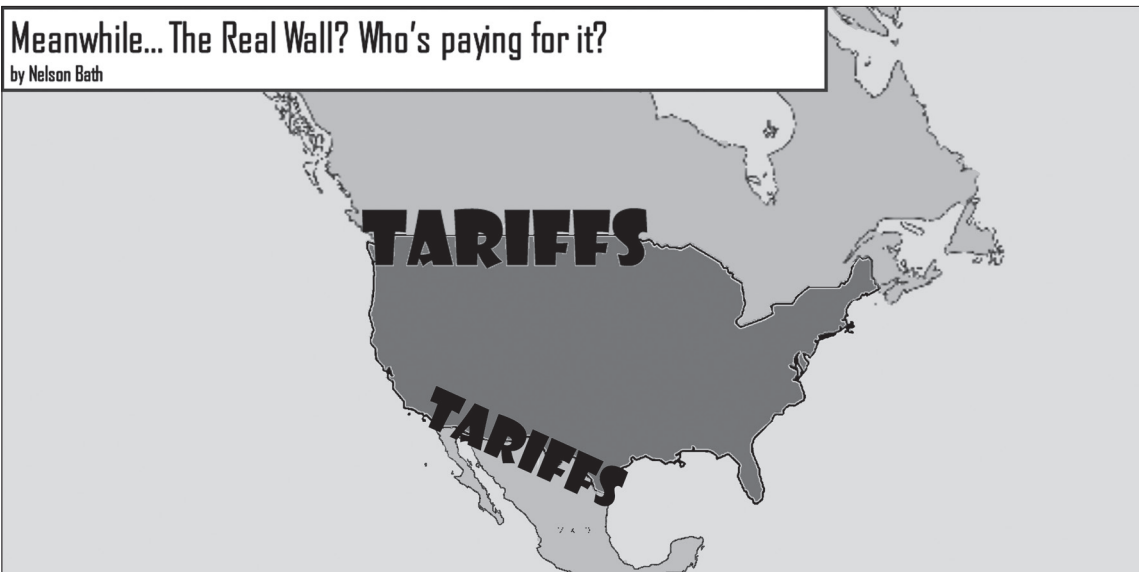 Meanwhile... The Real Wall? Who's paying for it?
by Nelson Bath
TARIFFS
TARIFFS